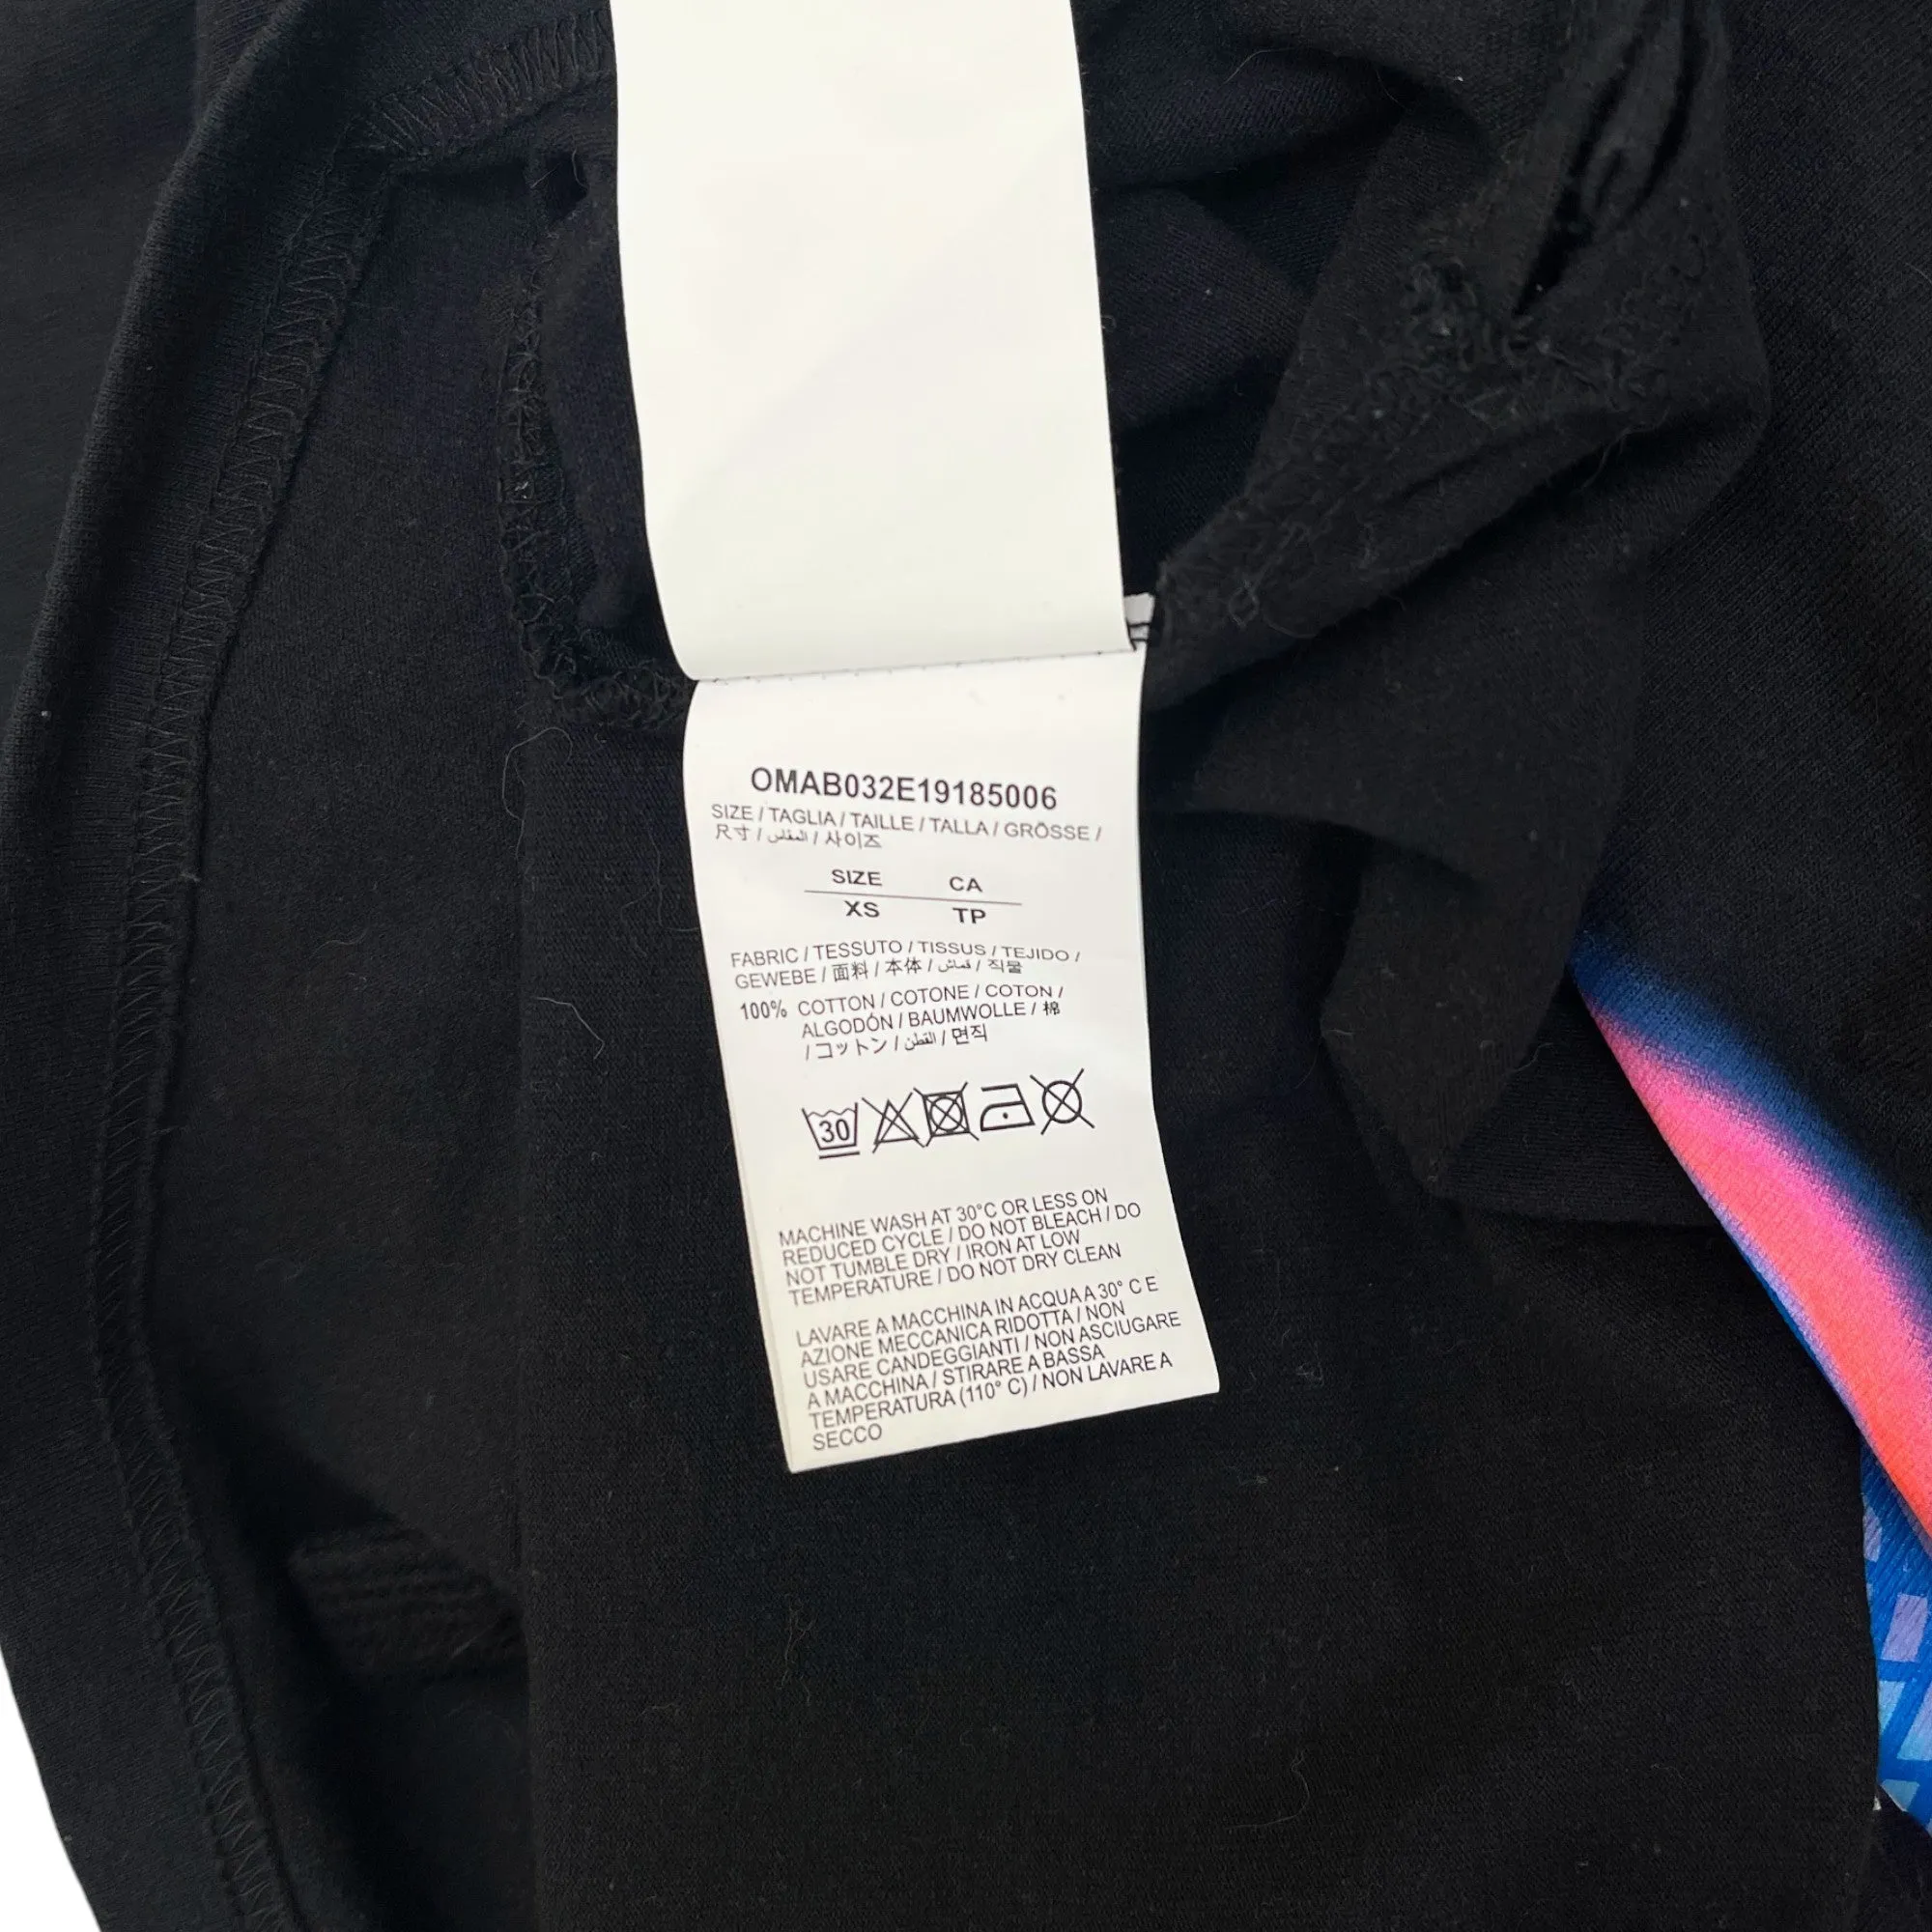 OMAB032E19185006
SIZE / TAGLIA / TAILLE / TALLA / GRÖSSE /
尺寸 / المقاس / 사이즈
SIZE CA
XS TP
FABRIC / TESSUTO / TISSUS / TEJIDO /
GEWEBE / 面料 / 本体 / قماش / 직물
100% COTTON / COTONE / COTON /
ALGODÓN / BAUMWOLLE / 棉
/ コットン / القطن / 면직
30
MACHINE WASH AT 30°C OR LESS ON
REDUCED CYCLE / DO NOT BLEACH / DO
NOT TUMBLE DRY / IRON AT LOW
TEMPERATURE / DO NOT DRY CLEAN
LAVARE A MACCHINA IN ACQUA A 30° C E
AZIONE MECCANICA RIDOTTA / NON
USARE CANDEGGIANTI / NON ASCIUGARE
A MACCHINA / STIRARE A BASSA
TEMPERATURA (110° C) / NON LAVARE A
SECCO